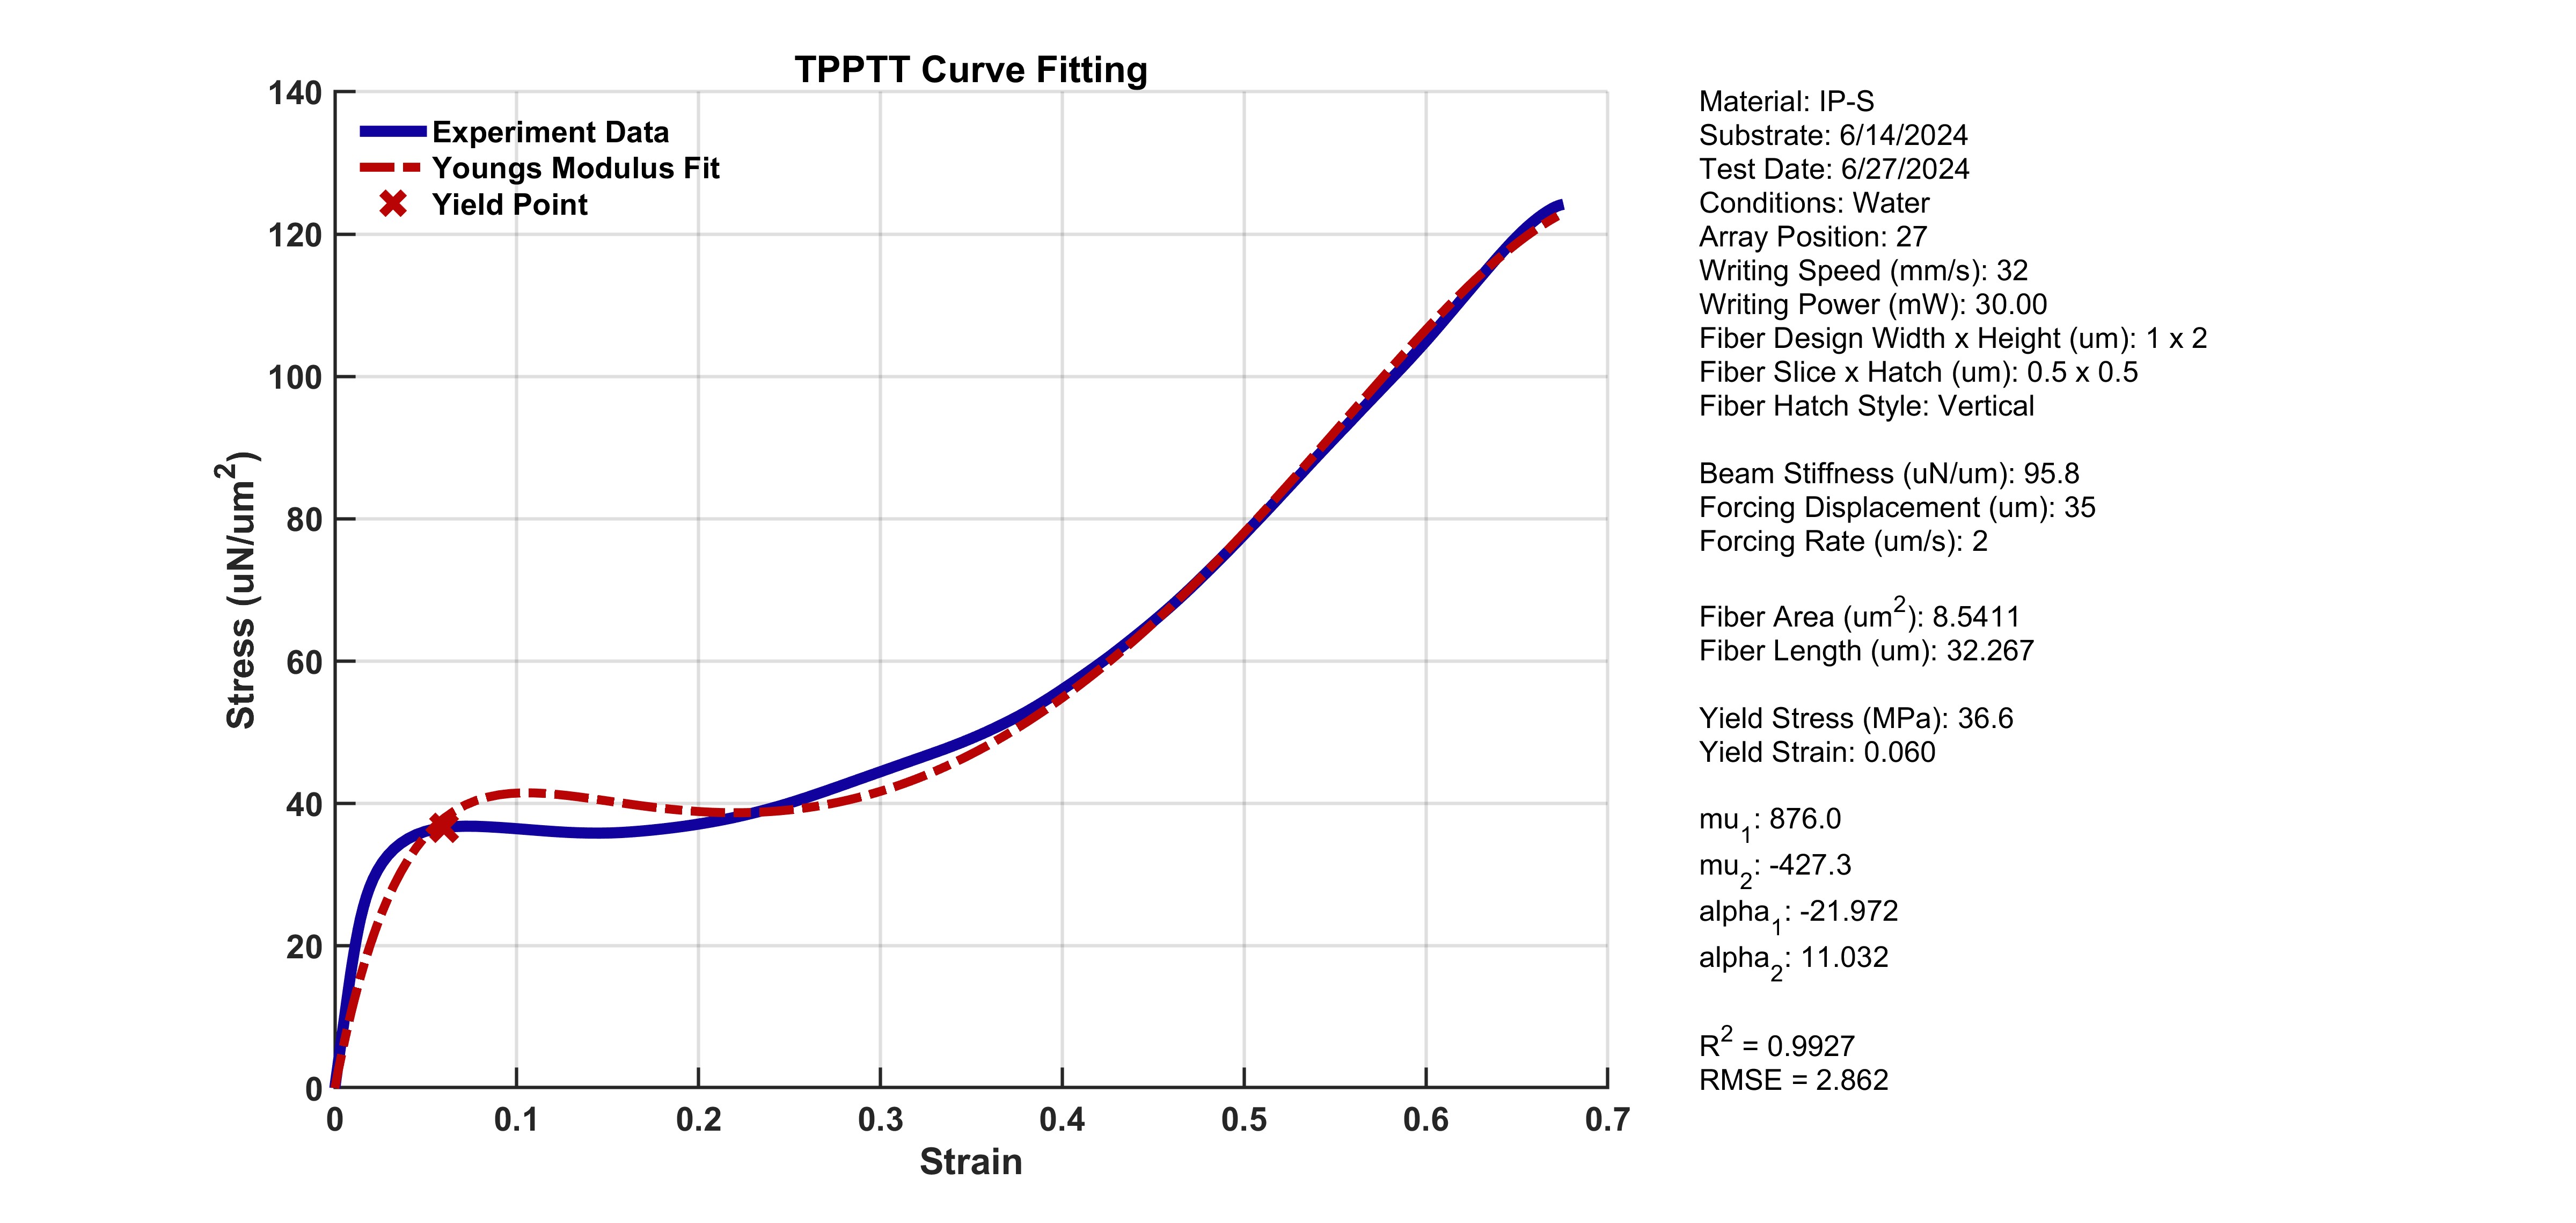 TPPTT Curve Fitting
140
120
100
80
60
40
20
0
Stress (uN/um²)
Experiment Data
Youngs Modulus Fit
Yield Point
0 0.1 0.2 0.3 0.4 0.5 0.6 0.7
Strain
Material: IP-S
Substrate: 6/14/2024
Test Date: 6/27/2024
Conditions: Water
Array Position: 27
Writing Speed (mm/s): 32
Writing Power (mW): 30.00
Fiber Design Width x Height (um): 1 x 2
Fiber Slice x Hatch (um): 0.5 x 0.5
Fiber Hatch Style: Vertical
Beam Stiffness (uN/um): 95.8
Forcing Displacement (um): 35
Forcing Rate (um/s): 2
Fiber Area (um²): 8.5411
Fiber Length (um): 32.267
Yield Stress (MPa): 36.6
Yield Strain: 0.060
mu₁: 876.0
mu₂: -427.3
alpha₁: -21.972
alpha₂: 11.032
R² = 0.9927
RMSE = 2.862